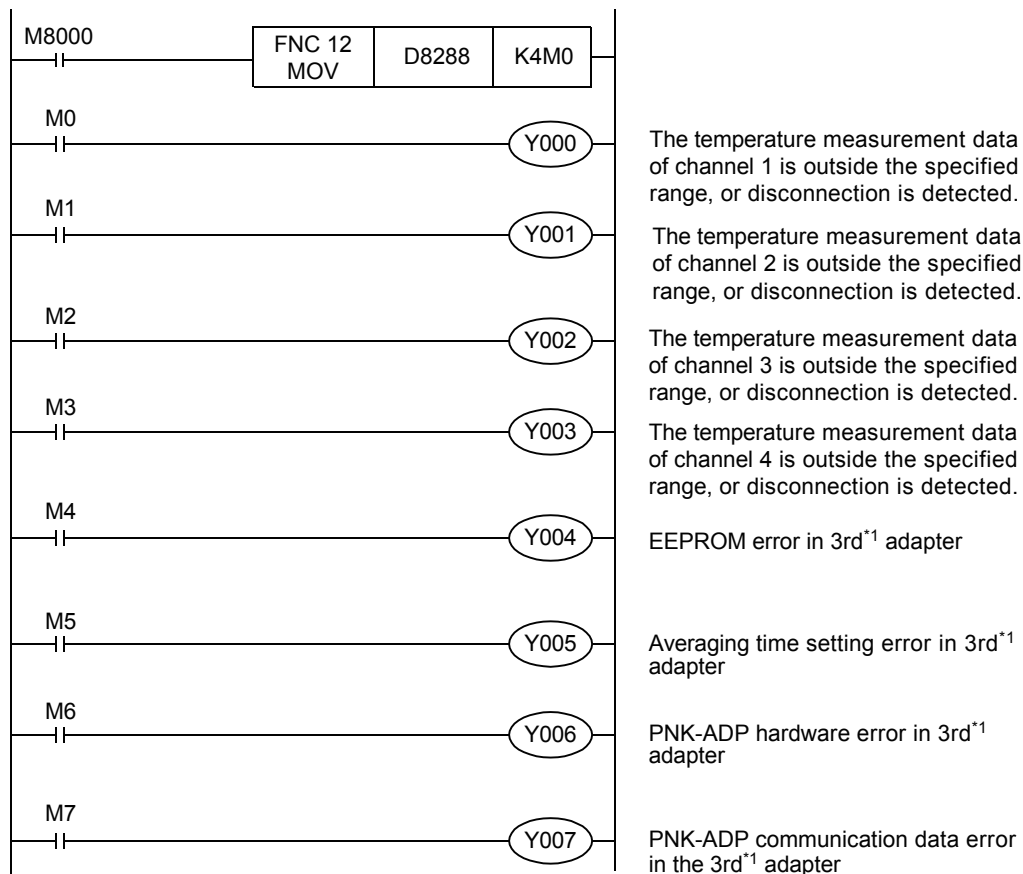 M8000
FNC 12
MOV
D8288
K4M0
M0
Y000
The temperature measurement data
of channel 1 is outside the specified
range, or disconnection is detected.
M1
Y001
The temperature measurement data
of channel 2 is outside the specified
range, or disconnection is detected.
M2
Y002
The temperature measurement data
of channel 3 is outside the specified
range, or disconnection is detected.
M3
Y003
The temperature measurement data
of channel 4 is outside the specified
range, or disconnection is detected.
M4
Y004
EEPROM error in 3rd*1 adapter
M5
Y005
Averaging time setting error in 3rd*1
adapter
M6
Y006
PNK-ADP hardware error in 3rd*1
adapter
M7
Y007
PNK-ADP communication data error
in the 3rd*1 adapter